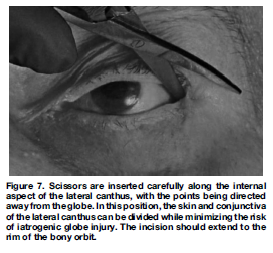 Figure 7. Scissors are inserted carefully along the internal
aspect of the lateral canthus, with the points being directed
away from the globe. In this position, the skin and conjunctiva
of the lateral canthus can be divided while minimizing the risk
of iatrogenic globe injury. The incision should extend to the
rim of the bony orbit.